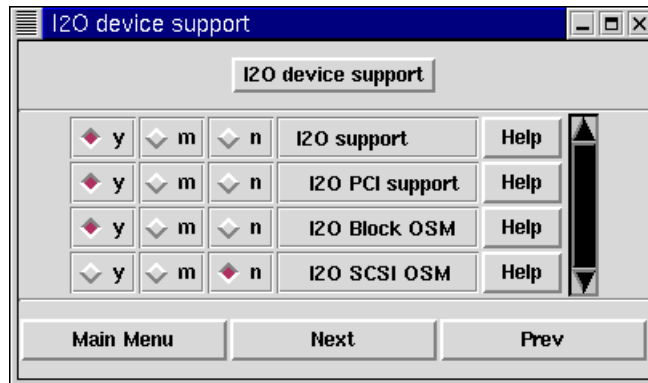 I2O device support
I2O device support
y m n I2O support Help
y m n I2O PCI support Help
y m n I2O Block OSM Help
y m n I2O SCSI OSM Help
Main Menu Next Prev